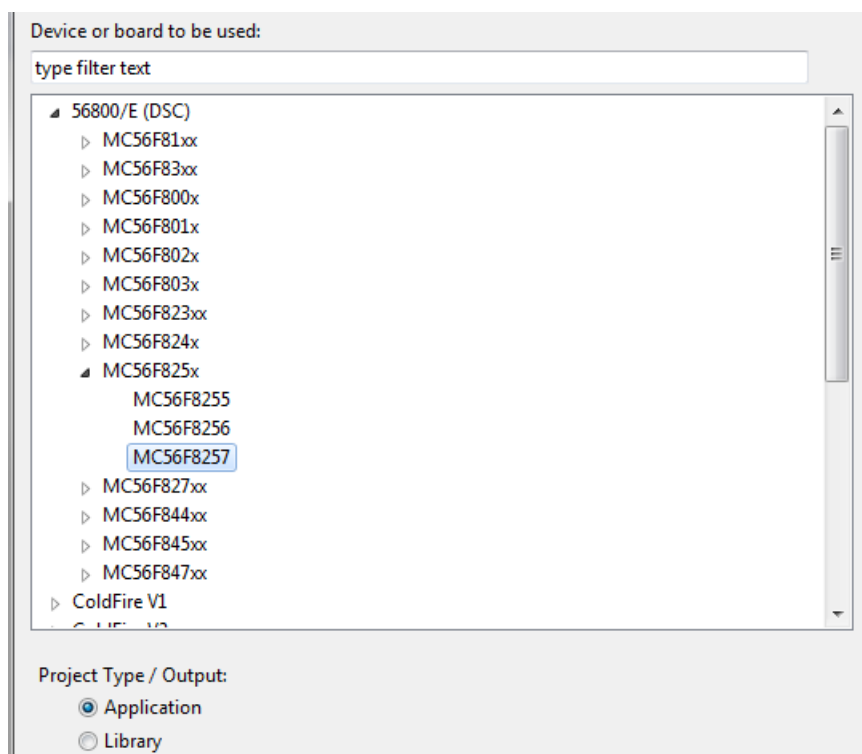 Device or board to be used:
type filter text
56800/E (DSC)
MC56F81xx
MC56F83xx
MC56F800x
MC56F801x
MC56F802x
MC56F803x
MC56F823xx
MC56F824x
MC56F825x
MC56F8255
MC56F8256
MC56F8257
MC56F827xx
MC56F844xx
MC56F845xx
MC56F847xx
ColdFire V1
Project Type / Output:
Application
Library